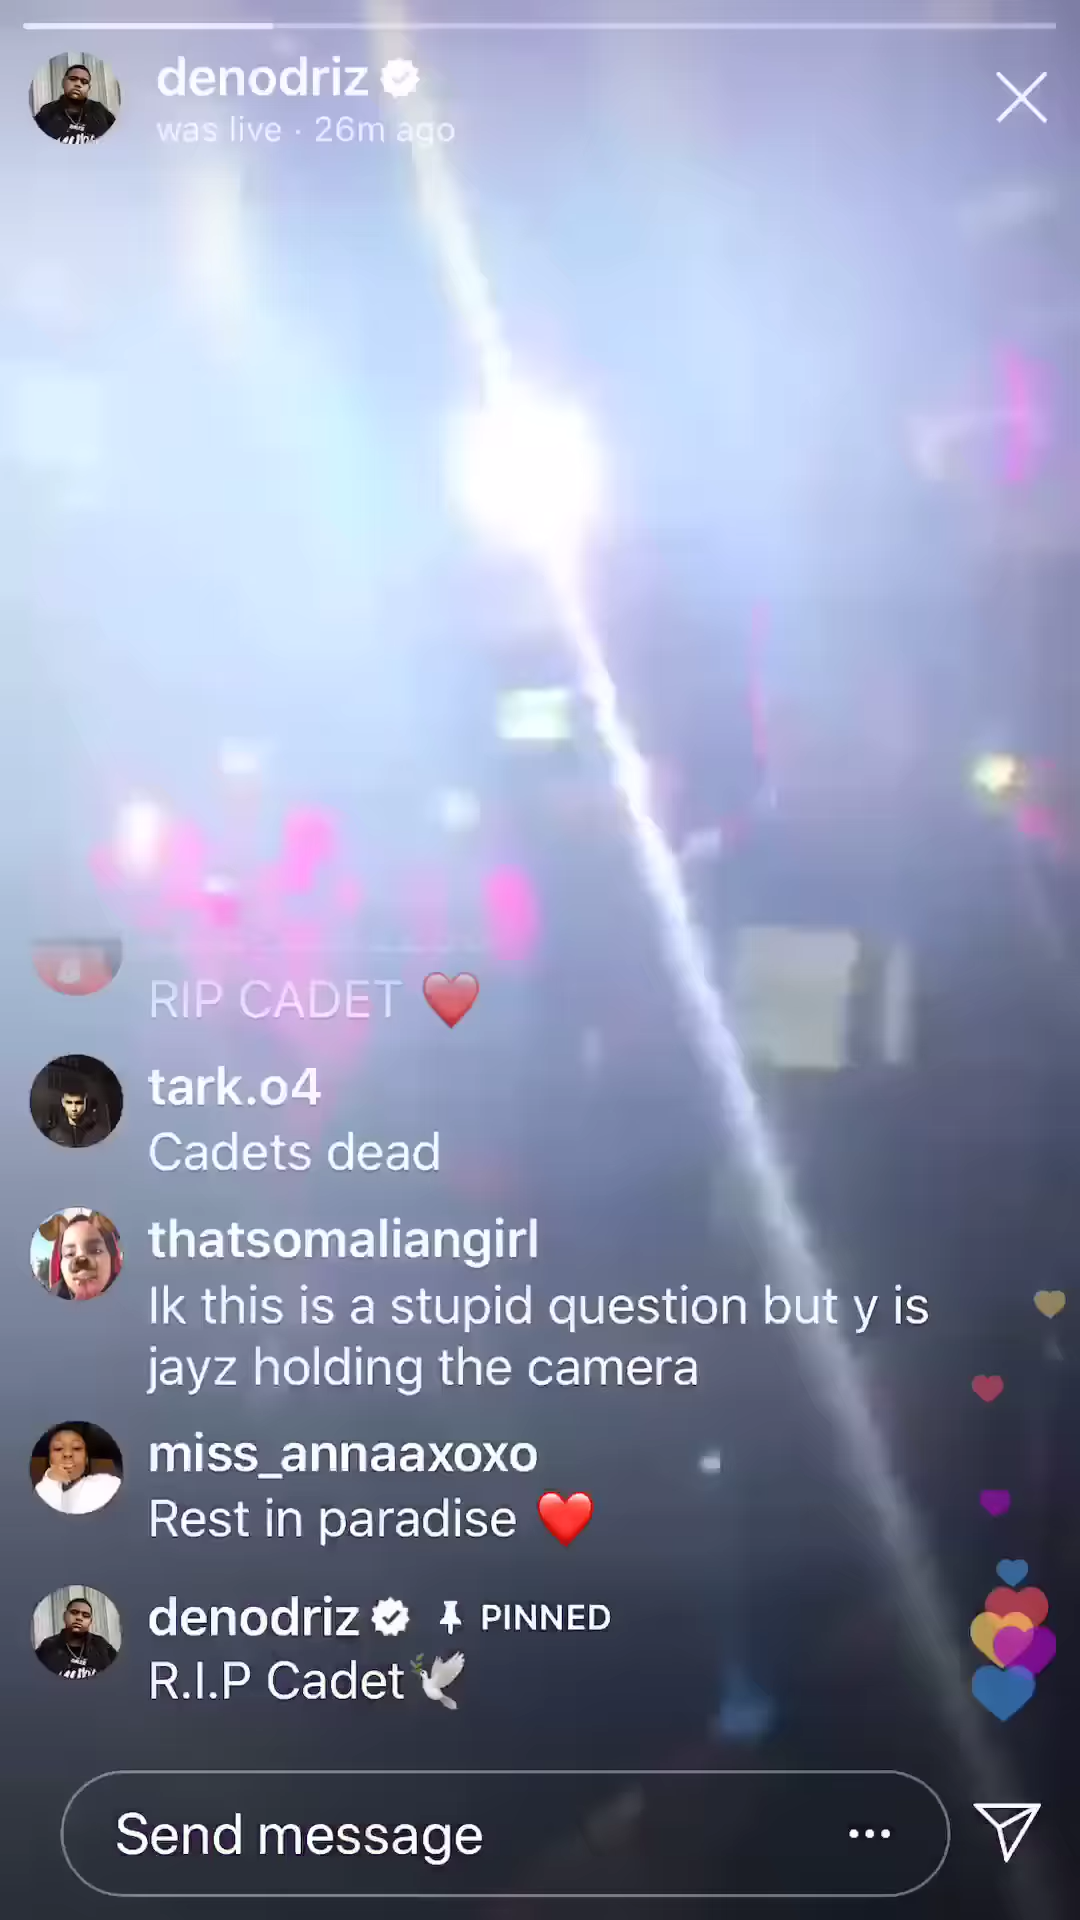 denodriz
was live · 26m ago
RIP CADET ❤️
tark.o4
Cadets dead
thatsomaliangirl
Ik this is a stupid question but y is
jayz holding the camera
miss_annaaxoxo
Rest in paradise ❤️
denodriz PINNED
R.I.P Cadet🕊️
Send message